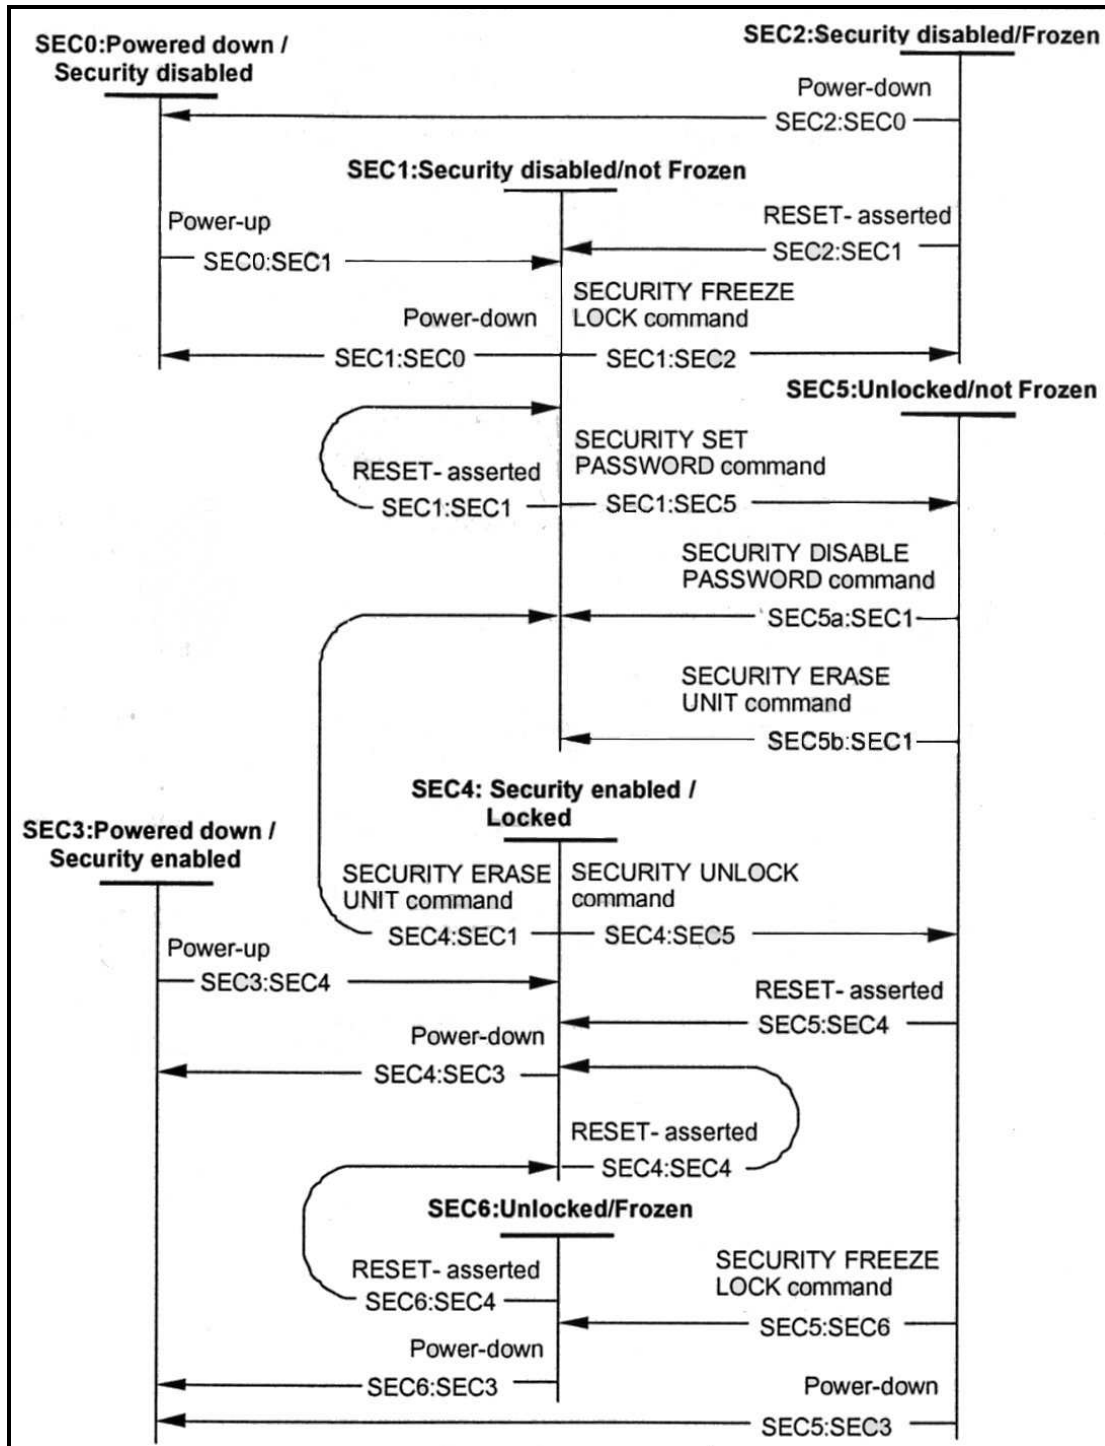 SEC0:Powered down /
Security disabled
SEC2:Security disabled/Frozen
Power-down
SEC2:SEC0
SEC1:Security disabled/not Frozen
Power-up
RESET- asserted
SEC0:SEC1
SEC2:SEC1
Power-down
SECURITY FREEZE
LOCK command
SEC1:SEC0
SEC1:SEC2
SEC5:Unlocked/not Frozen
RESET- asserted
SECURITY SET
PASSWORD command
SEC1:SEC1
SEC1:SEC5
SECURITY DISABLE
PASSWORD command
SEC5a:SEC1
SECURITY ERASE
UNIT command
SEC5b:SEC1
SEC4: Security enabled /
Locked
SEC3:Powered down /
Security enabled
SECURITY ERASE
UNIT command
SECURITY UNLOCK
command
SEC4:SEC1
SEC4:SEC5
Power-up
SEC3:SEC4
RESET- asserted
SEC5:SEC4
Power-down
SEC4:SEC3
RESET- asserted
SEC4:SEC4
SEC6:Unlocked/Frozen
RESET- asserted
SEC6:SEC4
SECURITY FREEZE
LOCK command
SEC5:SEC6
Power-down
SEC6:SEC3
Power-down
SEC5:SEC3